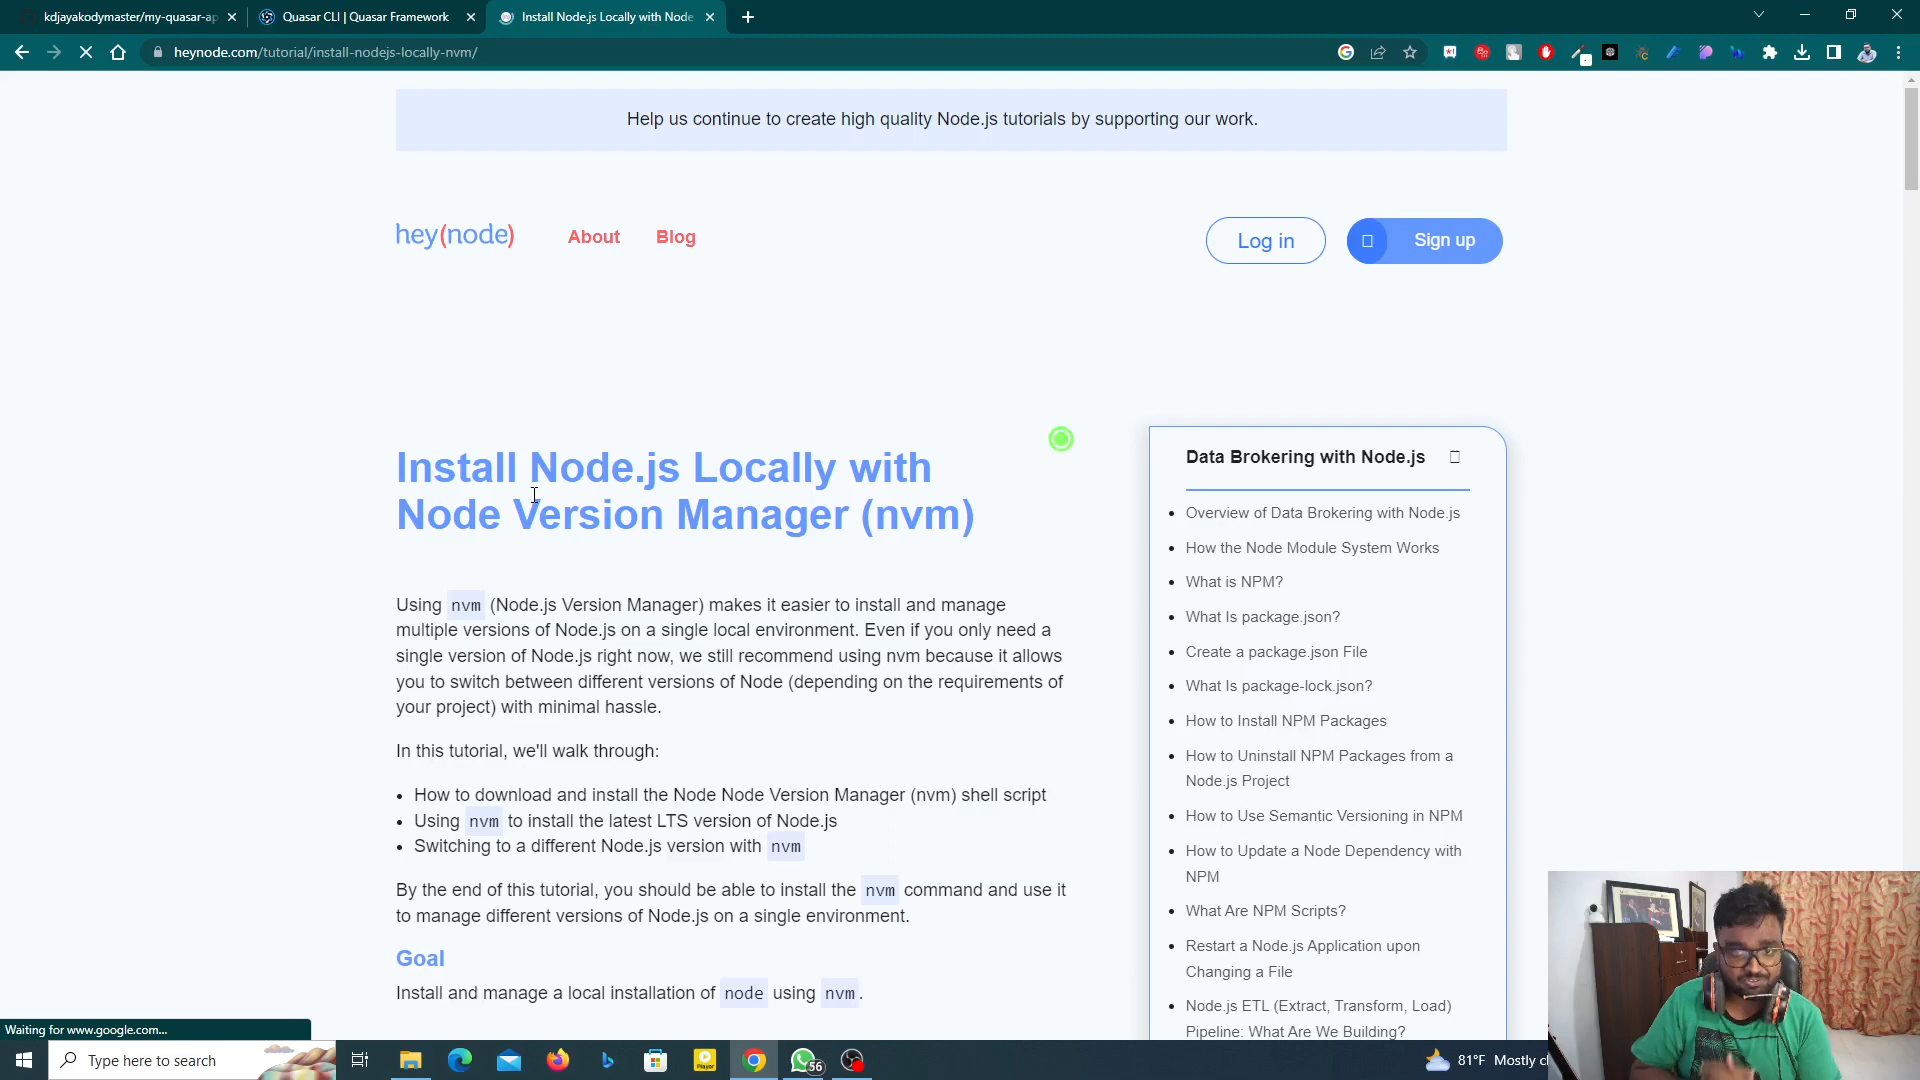 kdjayakodymaster/my-quasar-ap
Quasar CLI | Quasar Framework
Install Node.js Locally with Node
heynode.com/tutorial/install-nodejs-locally-nvm/
Help us continue to create high quality Node.js tutorials by supporting our work.
hey(node)
About
Blog
Log in
Sign up
Install Node.js Locally with
Node Version Manager (nvm)
Using nvm (Node.js Version Manager) makes it easier to install and manage
multiple versions of Node.js on a single local environment. Even if you only need a
single version of Node.js right now, we still recommend using nvm because it allows
you to switch between different versions of Node (depending on the requirements of
your project) with minimal hassle.
In this tutorial, we'll walk through:
• How to download and install the Node Node Version Manager (nvm) shell script
• Using nvm to install the latest LTS version of Node.js
• Switching to a different Node.js version with nvm
By the end of this tutorial, you should be able to install the nvm command and use it
to manage different versions of Node.js on a single environment.
Goal
Install and manage a local installation of node using nvm.
Data Brokering with Node.js
• Overview of Data Brokering with Node.js
• How the Node Module System Works
• What is NPM?
• What Is package.json?
• Create a package.json File
• What Is package-lock.json?
• How to Install NPM Packages
• How to Uninstall NPM Packages from a
Node.js Project
• How to Use Semantic Versioning in NPM
• How to Update a Node Dependency with
NPM
• What Are NPM Scripts?
• Restart a Node.js Application upon
Changing a File
• Node.js ETL (Extract, Transform, Load)
Pipeline: What Are We Building?
Waiting for www.google.com...
Type here to search
Player
56
81°F Mostly cl